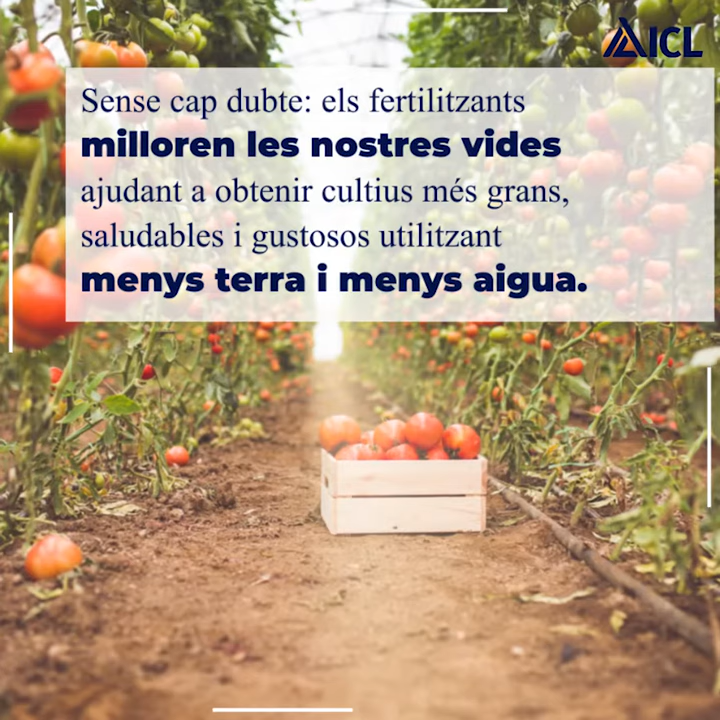 ICL
Sense cap dubte: els fertilitzants
milloren les nostres vides
ajudant a obtenir cultius més grans,
saludables i gustosos utilitzant
menys terra i menys aigua.